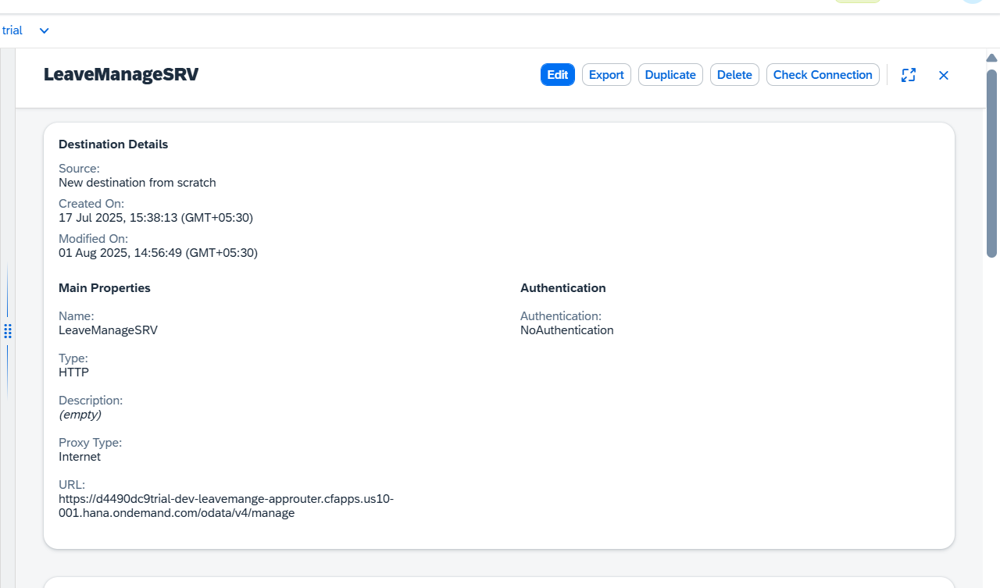 trial
LeaveManageSRV
Edit
Export
Duplicate
Delete
Check Connection
Destination Details
Source:
New destination from scratch
Created On:
17 Jul 2025, 15:38:13 (GMT+05:30)
Modified On:
01 Aug 2025, 14:56:49 (GMT+05:30)
Main Properties
Name:
LeaveManageSRV
Type:
HTTP
Description:
(empty)
Proxy Type:
Internet
URL:
https://d4490dc9trial-dev-leavemange-approuter.cfapps.us10-
001.hana.ondemand.com/odata/v4/manage
Authentication
Authentication:
NoAuthentication